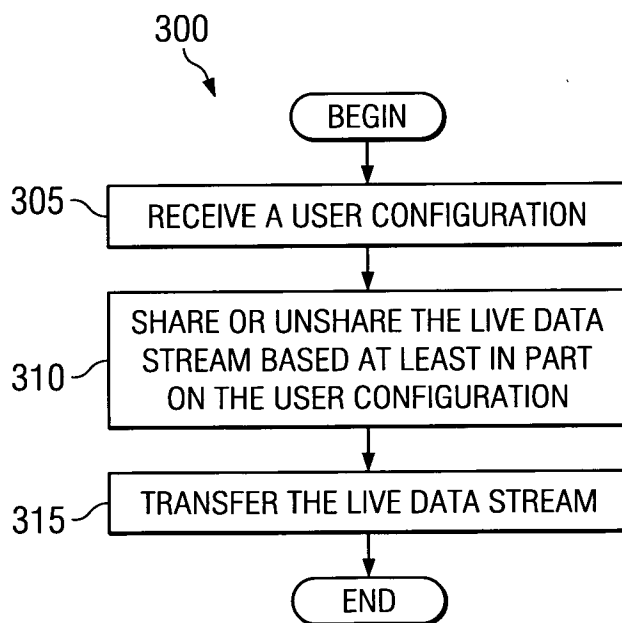 300
BEGIN
305
RECEIVE A USER CONFIGURATION
310
SHARE OR UNSHARE THE LIVE DATA
STREAM BASED AT LEAST IN PART
ON THE USER CONFIGURATION
315
TRANSFER THE LIVE DATA STREAM
END